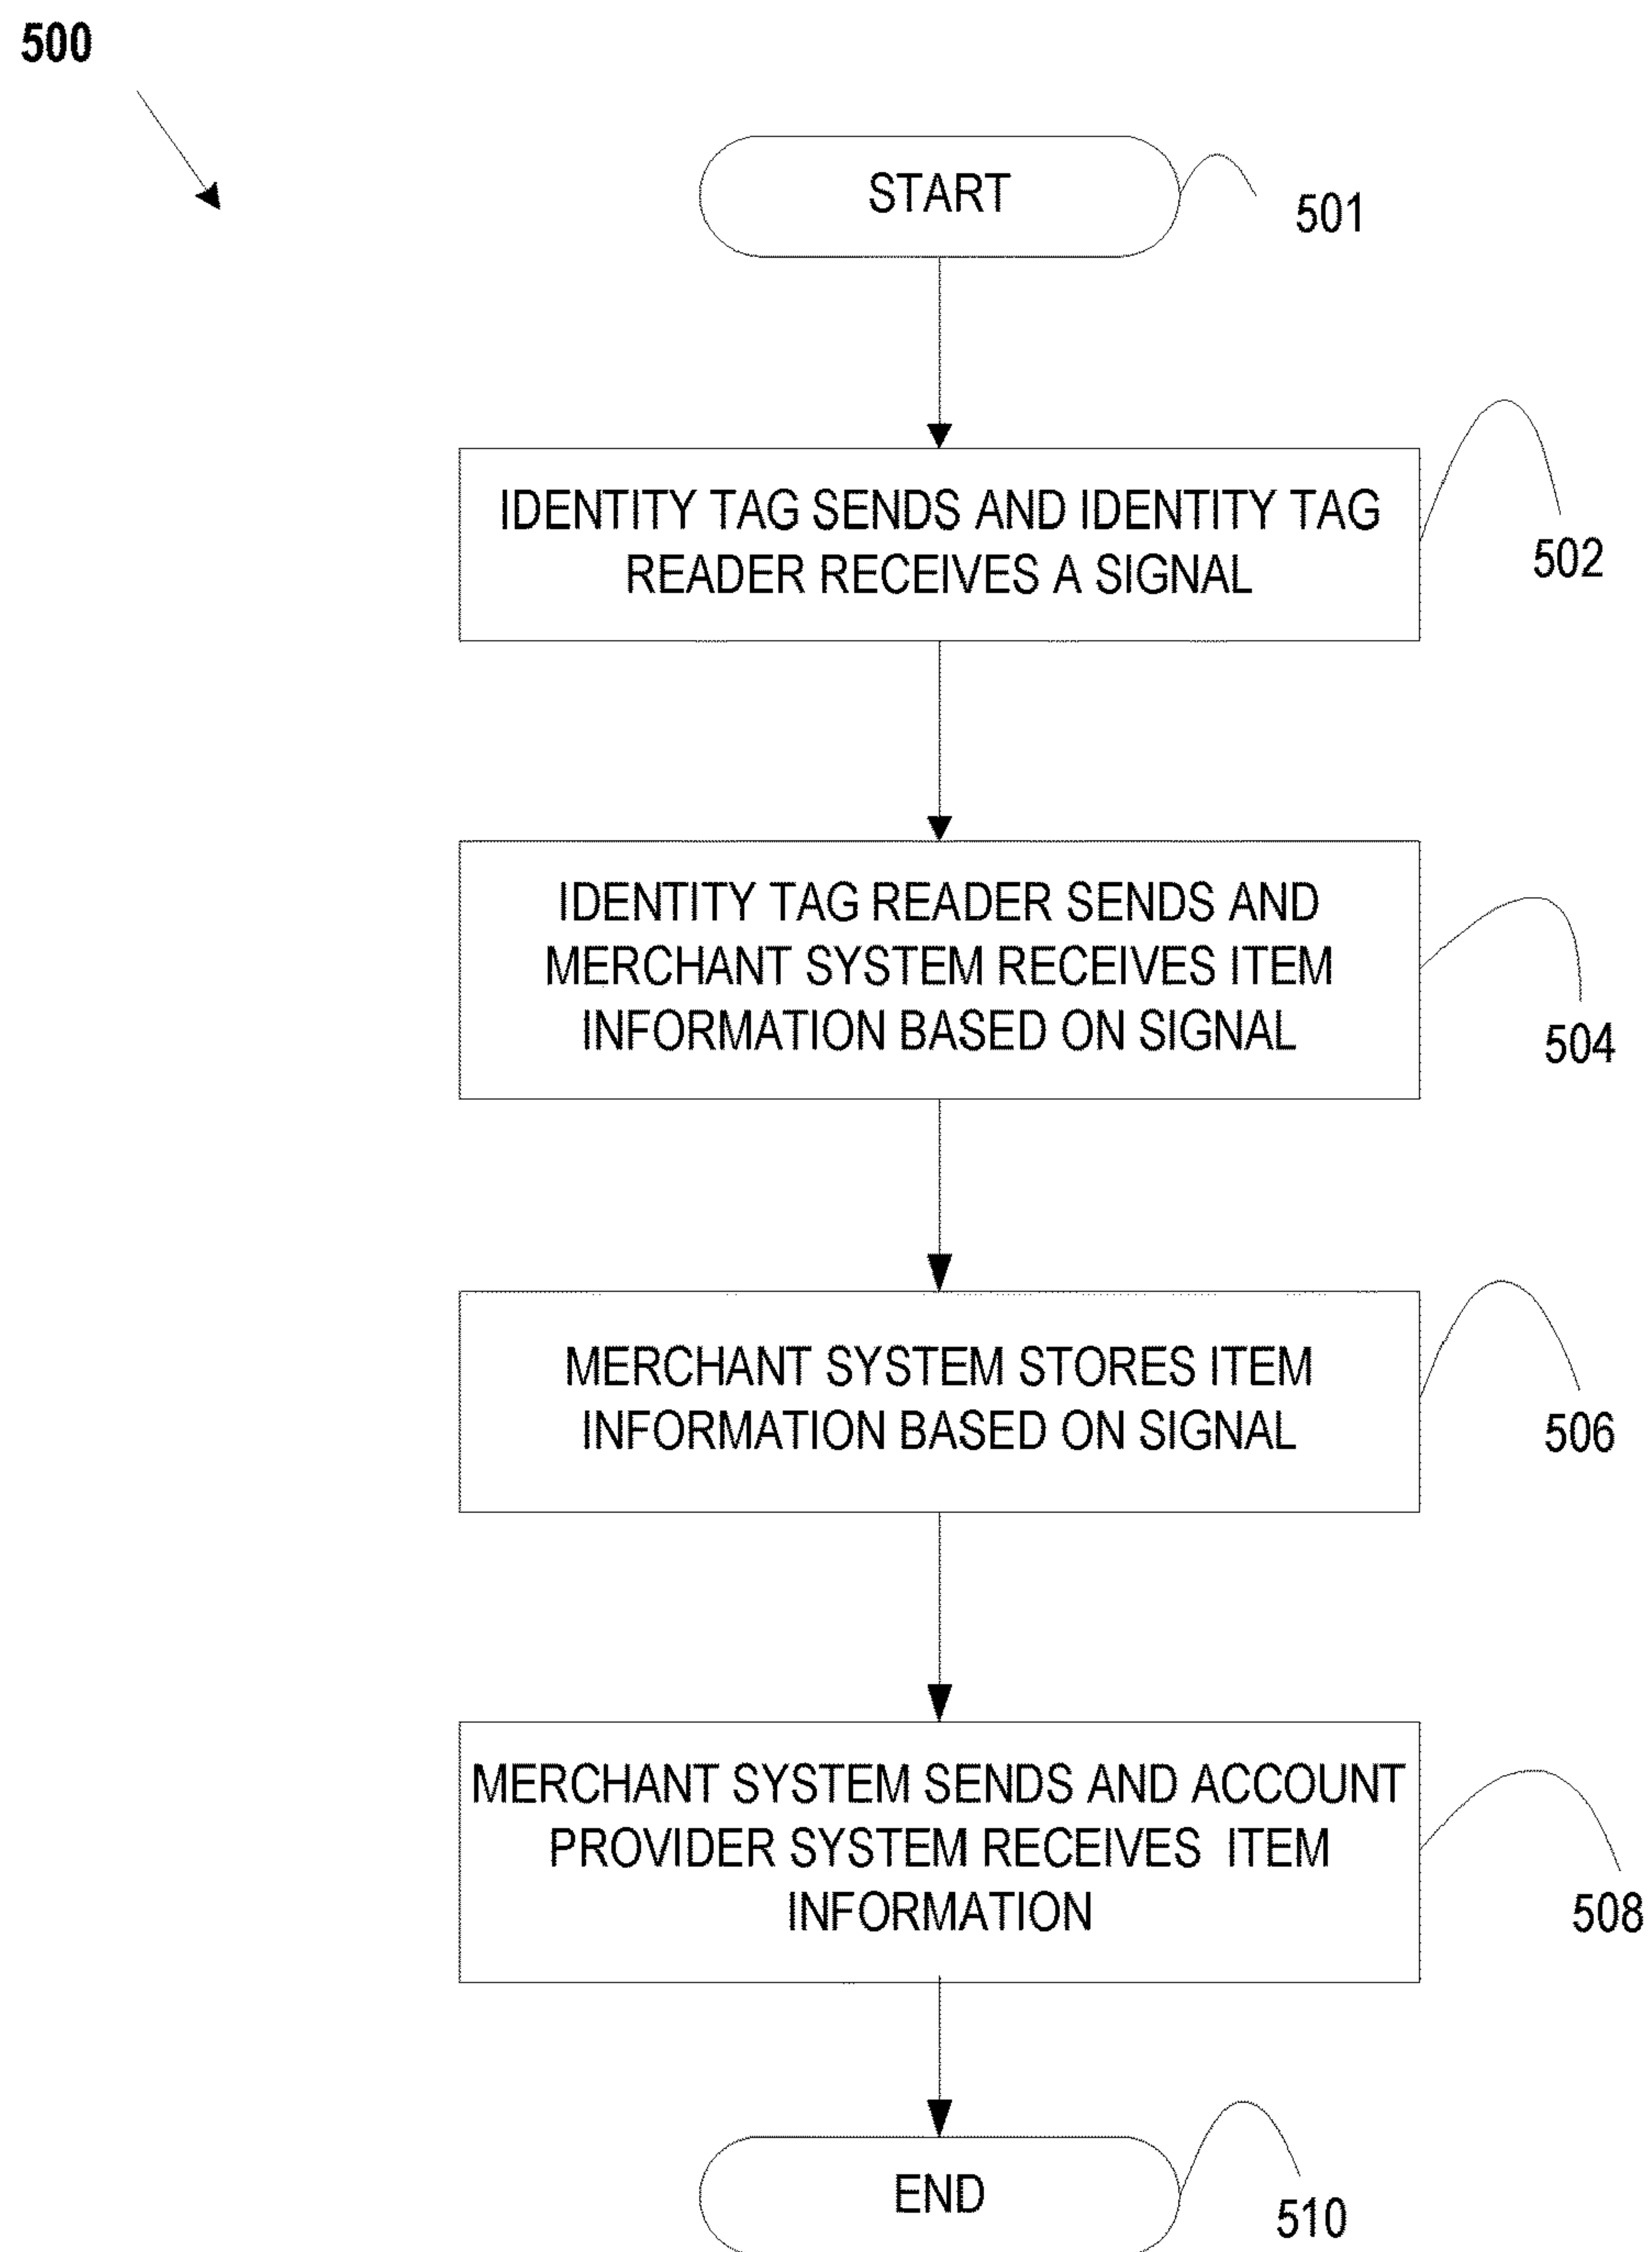 500
START
501
IDENTITY TAG SENDS AND IDENTITY TAG
READER RECEIVES A SIGNAL
502
IDENTITY TAG READER SENDS AND
MERCHANT SYSTEM RECEIVES ITEM
INFORMATION BASED ON SIGNAL
504
MERCHANT SYSTEM STORES ITEM
INFORMATION BASED ON SIGNAL
506
MERCHANT SYSTEM SENDS AND ACCOUNT
PROVIDER SYSTEM RECEIVES ITEM
INFORMATION
508
END
510